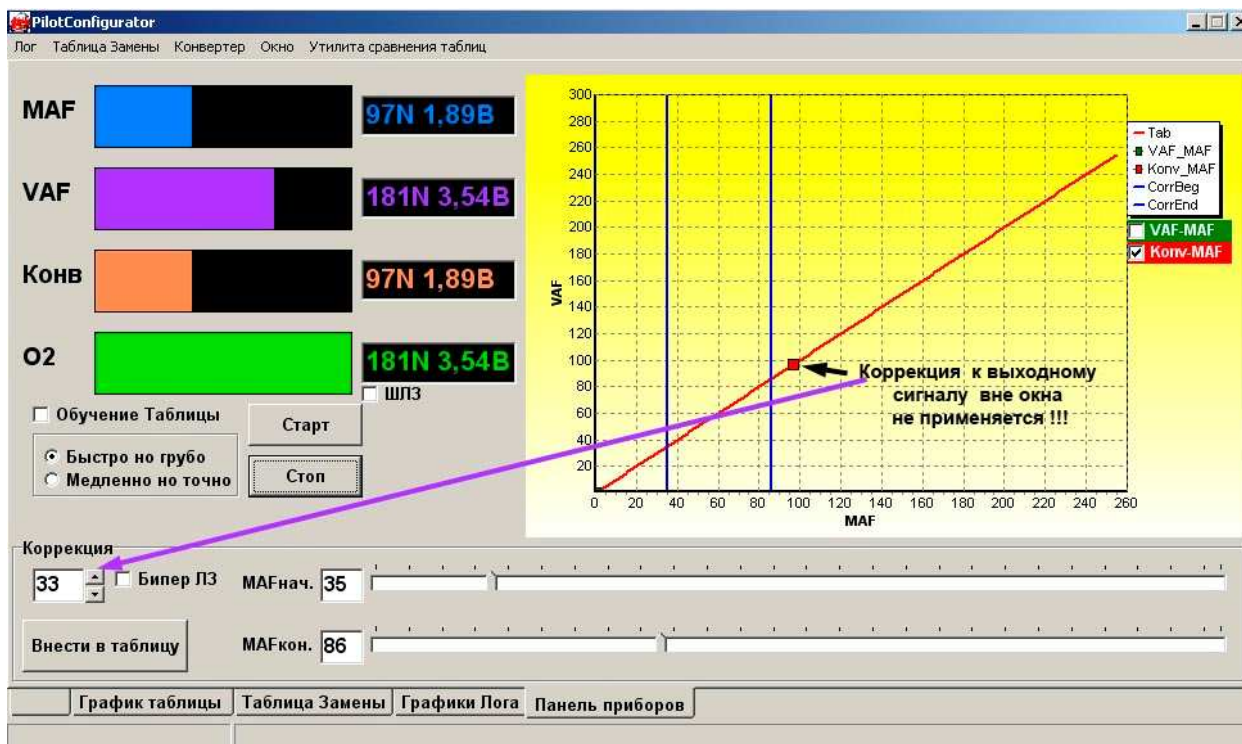 PilotConfigurator
Лог Таблица Замены Конвертер Окно Утилита сравнения таблиц
MAF
97N 1,89В
VAF
181N 3,54В
Конв
97N 1,89В
O2
181N 3,54В
ШЛЗ
Обучение Таблицы
Быстро но грубо
Медленно но точно
Старт
Стоп
300
280
260
240
220
200
180
160
140
120
100
80
60
40
20
VAF
0 20 40 60 80 100 120 140 160 180 200 220 240 260
MAF
Tab
VAF_MAF
Konv_MAF
CorrBeg
CorrEnd
VAF-MAF
Konv-MAF
Коррекция к выходному
сигналу вне окна
не применяется !!!
Коррекция
33
Бипер ЛЗ
MAFнач. 35
Внести в таблицу
MAFкон. 86
График таблицы Таблица Замены Графики Лога Панель приборов